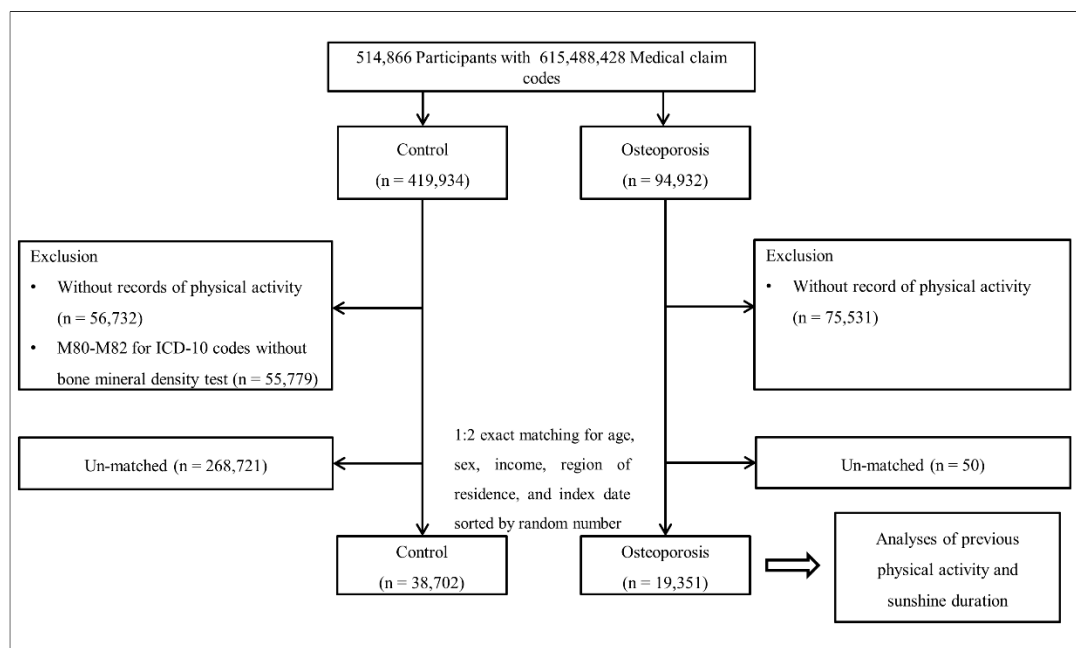 514,866 Participants with 615,488,428 Medical claim
codes
Control
(n = 419,934)
Osteoporosis
(n = 94,932)
Exclusion
• Without records of physical activity
(n = 56,732)
• M80-M82 for ICD-10 codes without
bone mineral density test (n = 55,779)
Exclusion
• Without record of physical activity
(n = 75,531)
1:2 exact matching for age,
sex, income, region of
residence, and index date
sorted by random number
Un-matched (n = 268,721)
Un-matched (n = 50)
Control
(n = 38,702)
Osteoporosis
(n = 19,351)
Analyses of previous
physical activity and
sunshine duration